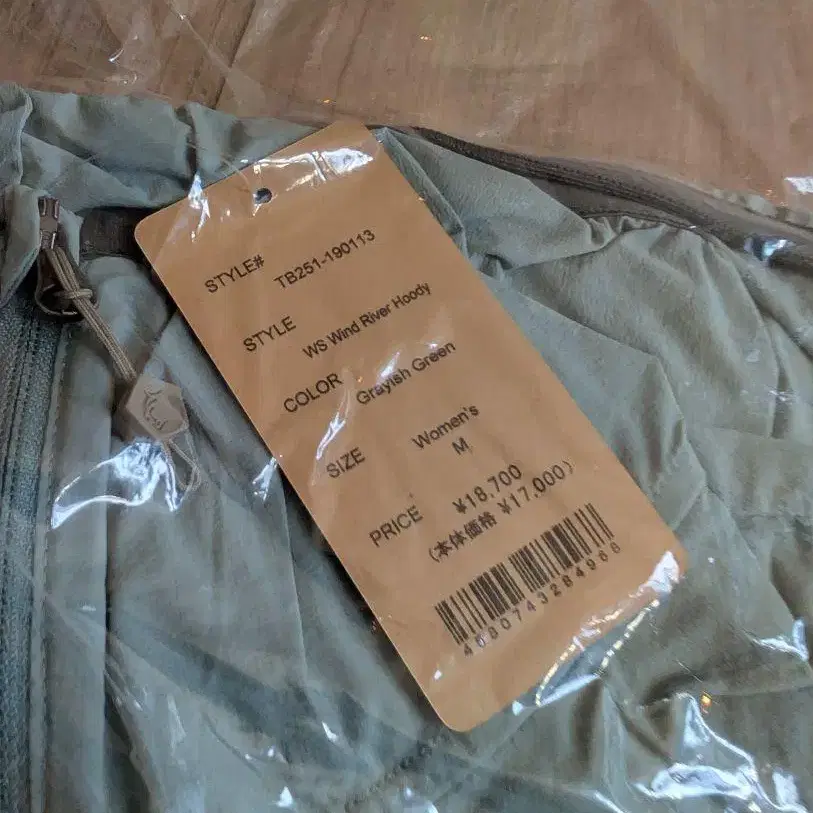 STYLE# TB251-190113
STYLE WS Wind River Hoody
COLOR Grayish Green
SIZE Women's
M
PRICE ¥18,700
(本体価格 ¥17,000)
4080743284968